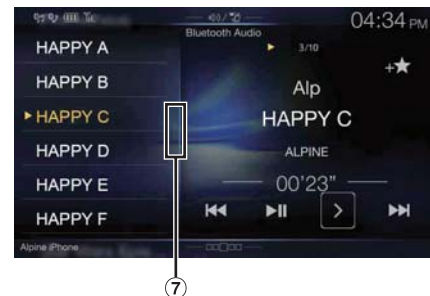 04:34 PM
Bluetooth Audio
3/10
HAPPY A
HAPPY B
HAPPY C
HAPPY D
HAPPY E
HAPPY F
Alp
HAPPY C
ALPINE
00'23”
Alpine iPhone
7